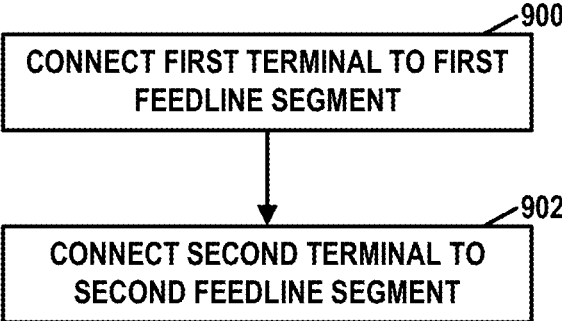 900
CONNECT FIRST TERMINAL TO FIRST
FEEDLINE SEGMENT
902
CONNECT SECOND TERMINAL TO
SECOND FEEDLINE SEGMENT